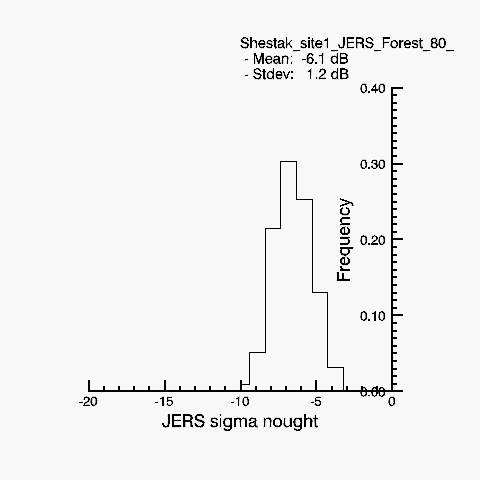 Shestak_site1_JERS_Forest_80_
- Mean: -6.1 dB
- Stdev: 1.2 dB
0.40
0.30
Frequency
0.20
0.10
0.00
-20 -15 -10 -5 0
JERS sigma nought